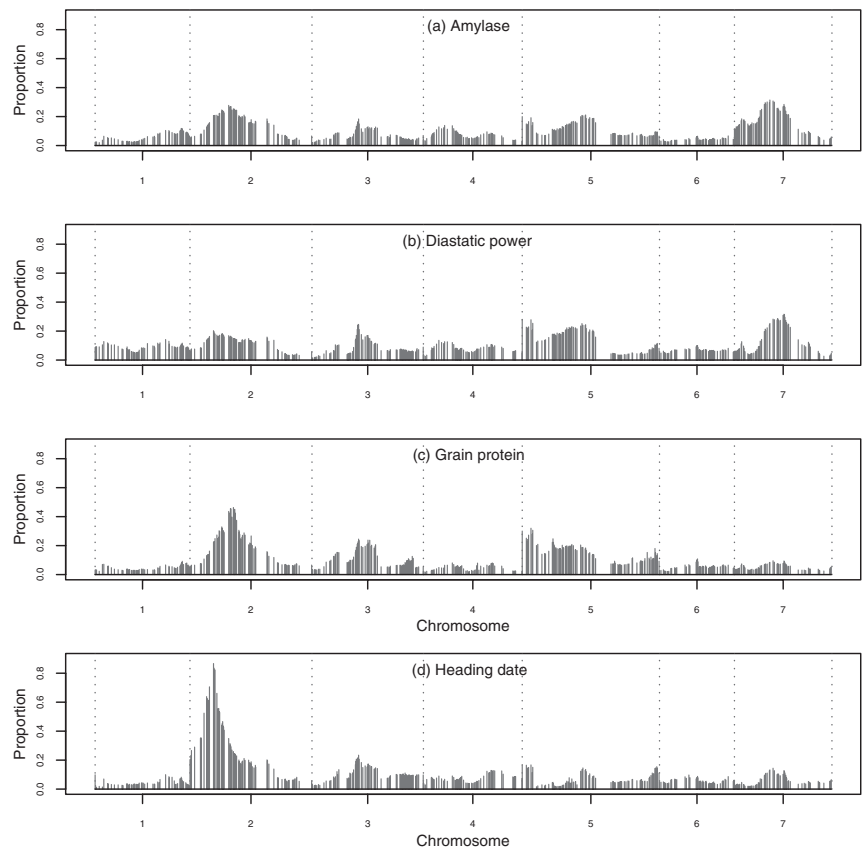 (a) Amylase
Proportion
0.0 0.2 0.4 0.6 0.8
1 2 3 4 5 6 7
(b) Diastatic power
Proportion
0.0 0.2 0.4 0.6 0.8
1 2 3 4 5 6 7
(c) Grain protein
Proportion
0.0 0.2 0.4 0.6 0.8
1 2 3 4 5 6 7
Chromosome
(d) Heading date
Proportion
0.0 0.2 0.4 0.6 0.8
1 2 3 4 5 6 7
Chromosome